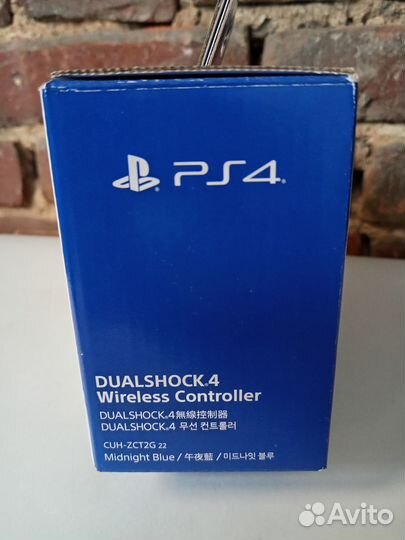 PS4
DUALSHOCK®4
Wireless Controller
DUALSHOCK®4無線控制器
DUALSHOCK®4 무선 컨트롤러
CUH-ZCT2G 22
Midnight Blue / 午夜藍 / 미드나잇 블루
Avito